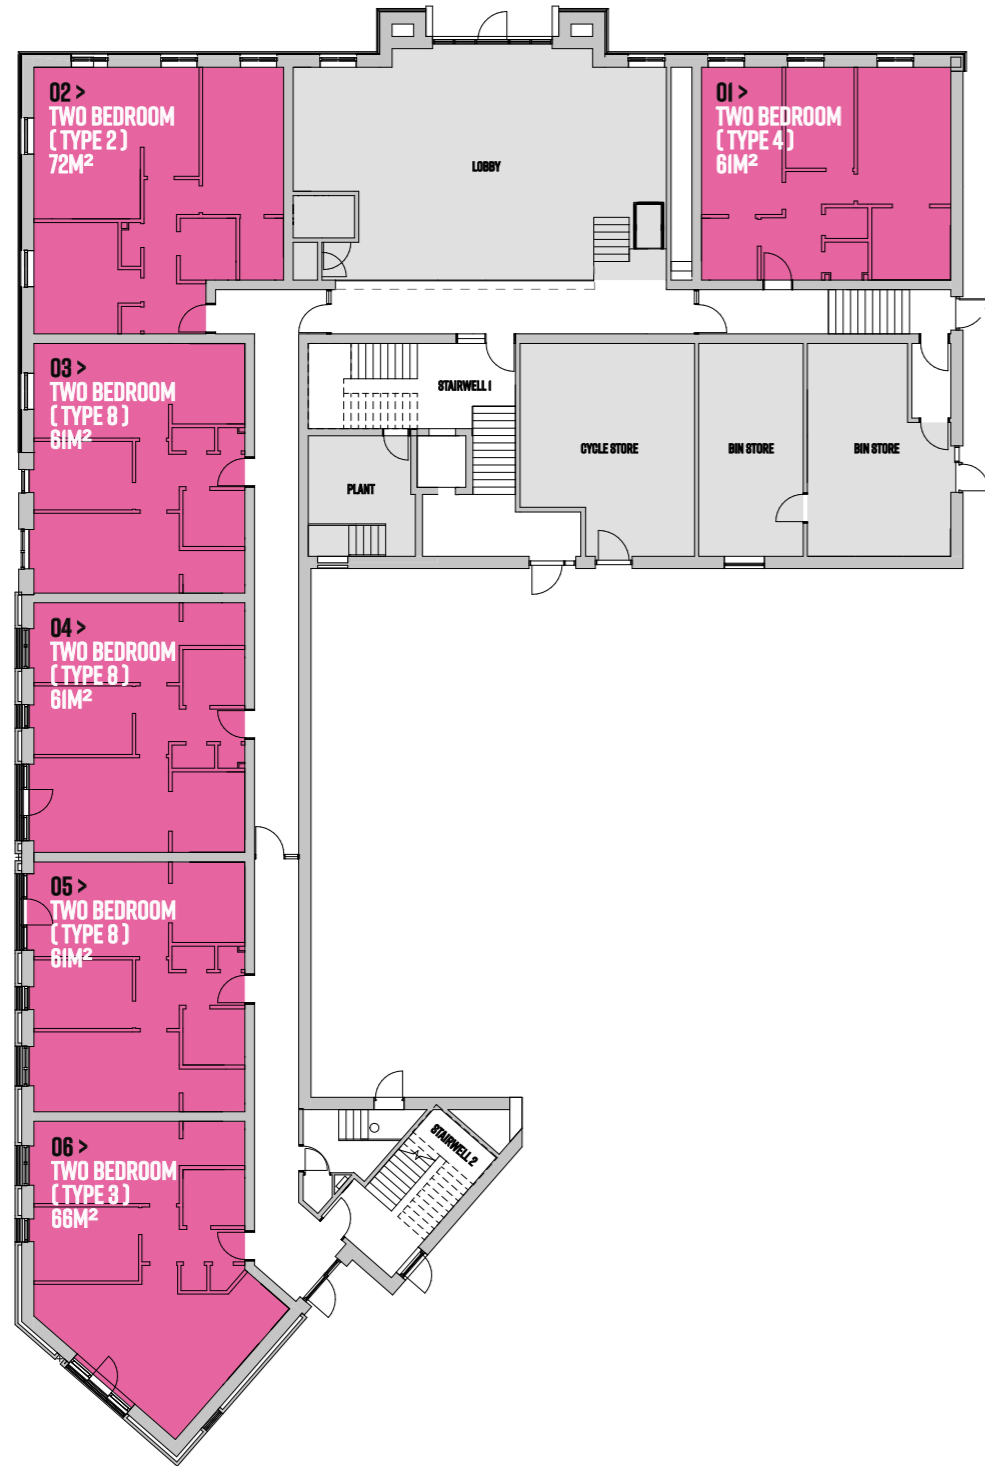 02 >
TWO BEDROOM
( TYPE 2 )
72M²
LOBBY
01 >
TWO BEDROOM
( TYPE 4 )
61M²
03 >
TWO BEDROOM
( TYPE 8 )
61M²
STAIRWELL 1
CYCLE STORE
BIN STORE
BIN STORE
PLANT
04 >
TWO BEDROOM
( TYPE 8 )
61M²
05 >
TWO BEDROOM
( TYPE 8 )
61M²
06 >
TWO BEDROOM
( TYPE 3 )
66M²
STAIRWELL 2